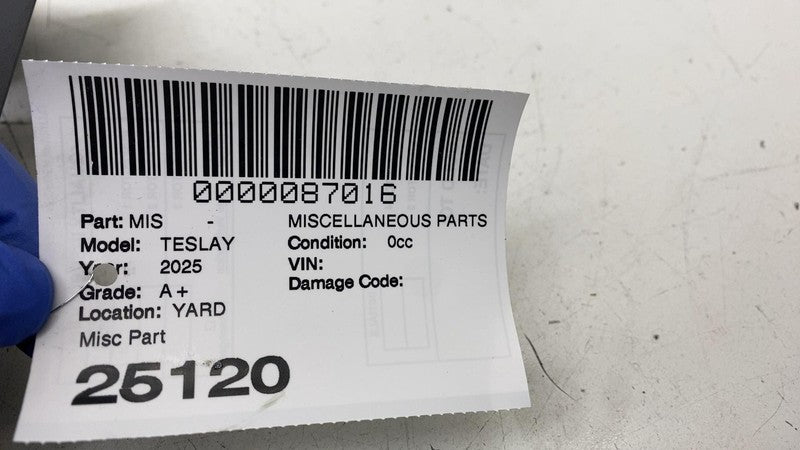 0000087016
Part: MIS - MISCELLANEOUS PARTS
Model: TESLAY Condition: 0cc
Year: 2025 VIN:
Grade: A+ Damage Code:
Location: YARD
Misc Part
25120